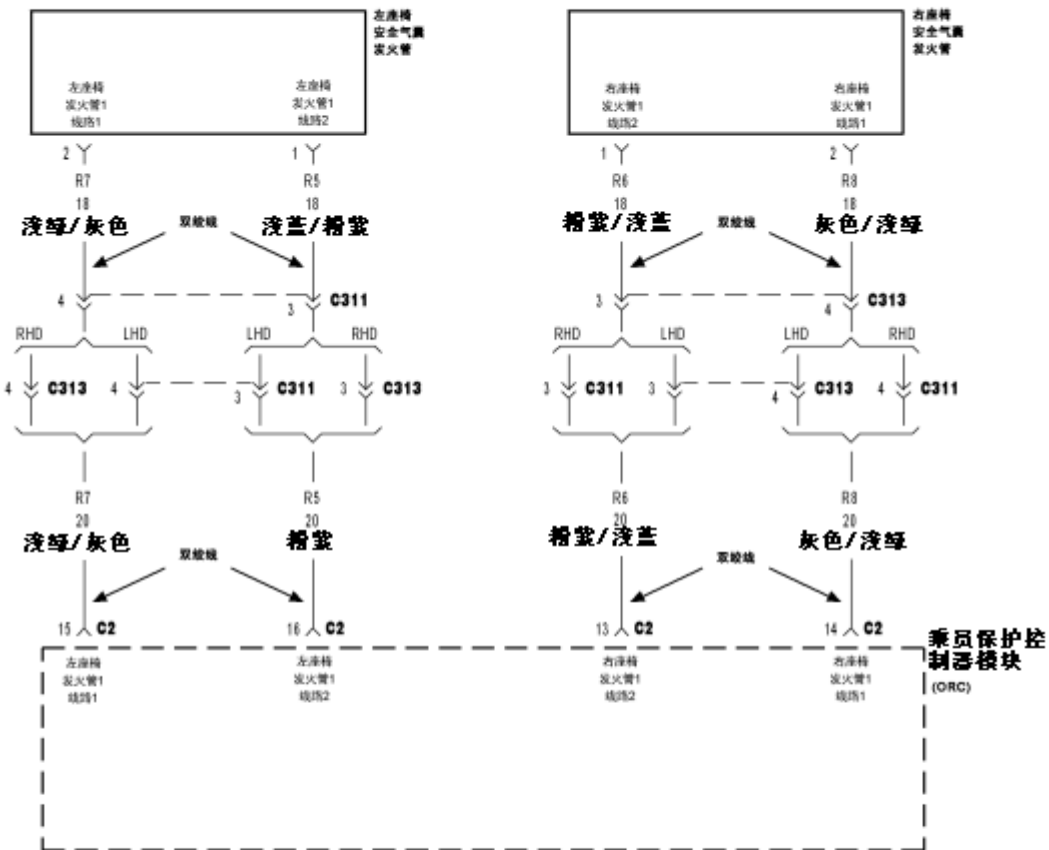 左座椅
安全气囊
发火管
右座椅
安全气囊
发火管
左座椅
发火管1
线路1
左座椅
发火管1
线路2
右座椅
发火管1
线路2
右座椅
发火管1
线路1
2
1
1
2
R7
R5
R6
R8
18
18
18
18
浅绿/灰色
双绞线
浅蓝/粉紫
粉紫/浅蓝
双绞线
灰色/浅绿
4
3
C311
3
4
C313
RHD
LHD
LHD
RHD
RHD
LHD
LHD
RHD
4
C313
4
3
C311
3
C313
3
C311
3
4
C313
4
C311
R7
R5
R6
R8
20
20
20
20
浅绿/灰色
双绞线
粉紫
粉紫/浅蓝
双绞线
灰色/浅绿
15
C2
16
C2
13
C2
14
C2
乘员保护控
制器模块
(ORC)
左座椅
发火管1
线路1
左座椅
发火管1
线路2
右座椅
发火管1
线路2
右座椅
发火管1
线路1